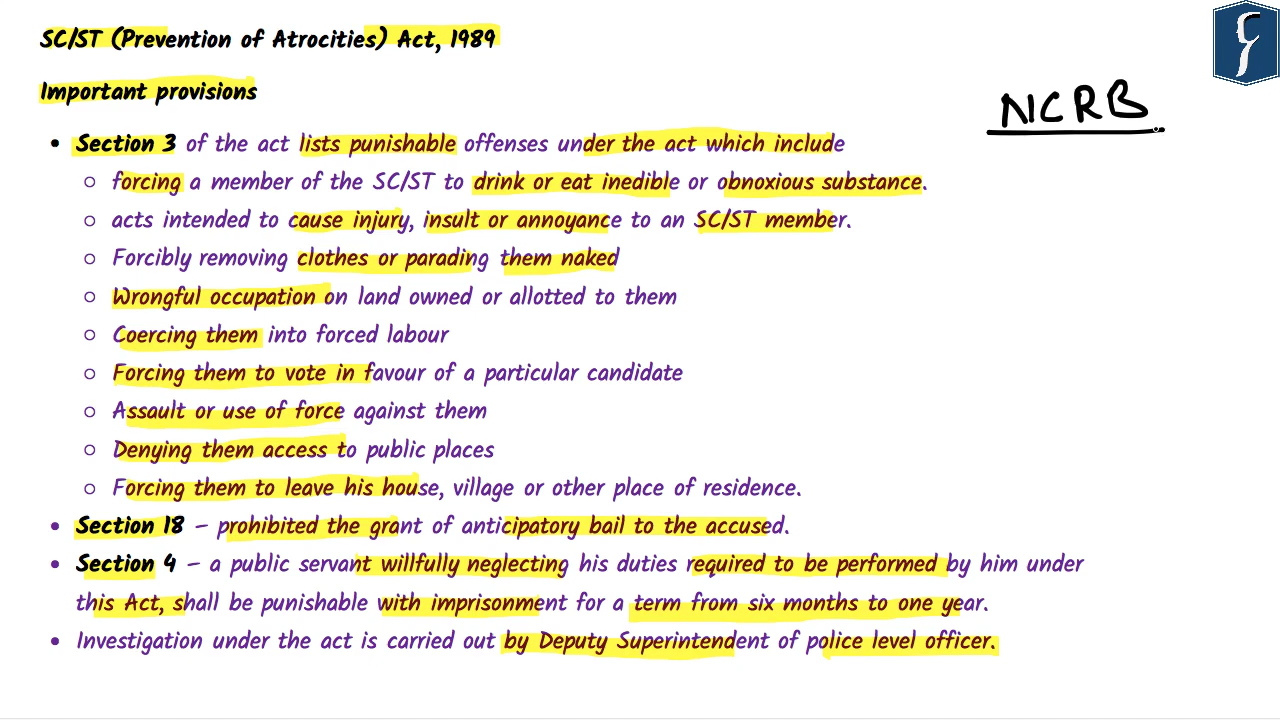 SC/ST (Prevention of Atrocities) Act, 1989
Important provisions
NCRB
• Section 3 of the act lists punishable offenses under the act which include
○ forcing a member of the SC/ST to drink or eat inedible or obnoxious substance.
○ acts intended to cause injury, insult or annoyance to an SC/ST member.
○ Forcibly removing clothes or parading them naked
○ Wrongful occupation on land owned or allotted to them
○ Coercing them into forced labour
○ Forcing them to vote in favour of a particular candidate
○ Assault or use of force against them
○ Denying them access to public places
○ Forcing them to leave his house, village or other place of residence.
• Section 18 – prohibited the grant of anticipatory bail to the accused.
• Section 4 – a public servant willfully neglecting his duties required to be performed by him under
this Act, shall be punishable with imprisonment for a term from six months to one year.
• Investigation under the act is carried out by Deputy Superintendent of police level officer.